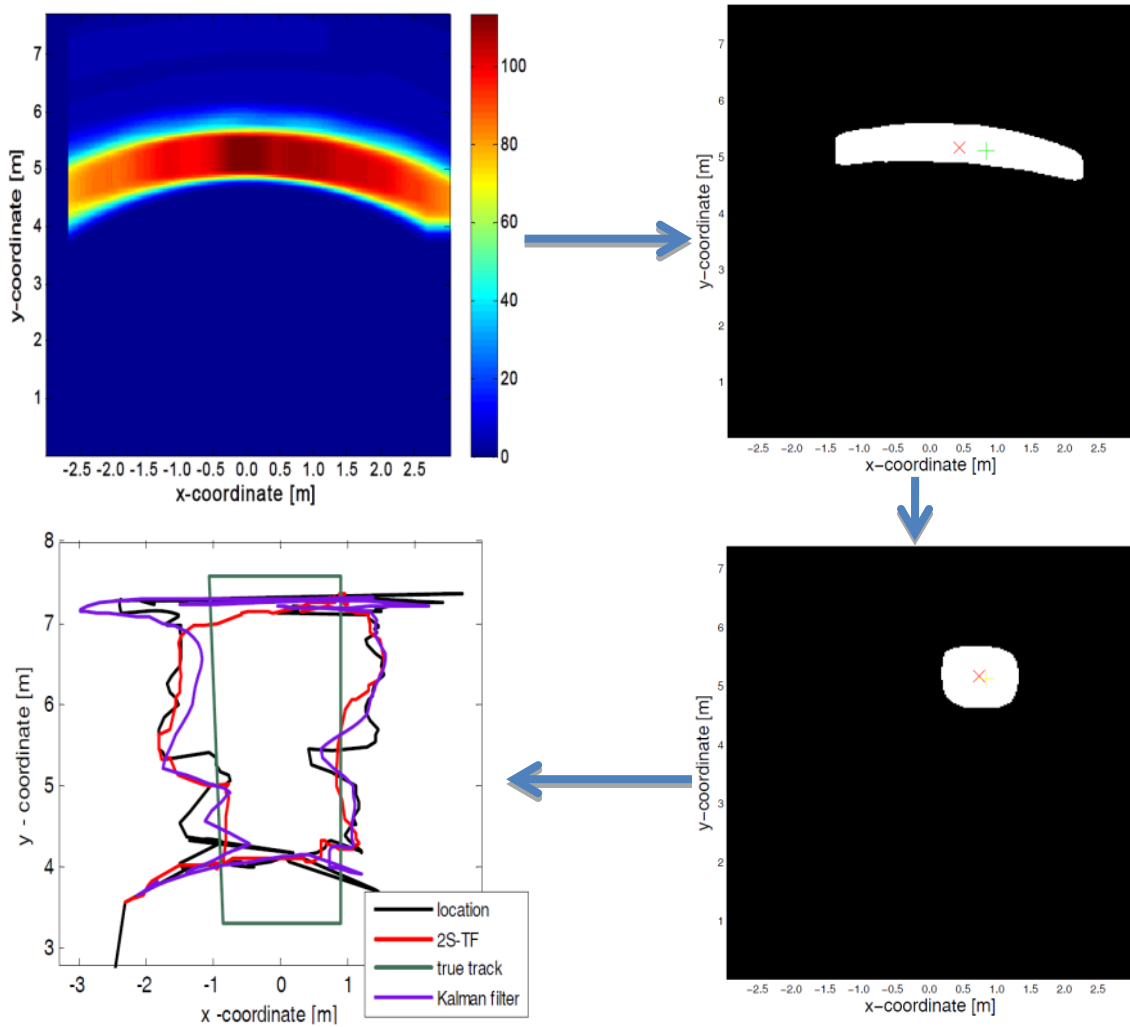 7
6
5
4
3
2
1
y-coordinate [m]
-2.5 -2.0 -1.5 -1.0 -0.5 0.0 0.5 1.0 1.5 2.0 2.5
x-coordinate [m]
100
80
60
40
20
0
7
6
5
4
3
2
1
y−coordinate [m]
−2.5 −2.0 −1.5 −1.0 −0.5 0.0 0.5 1.0 1.5 2.0 2.5
x−coordinate [m]
8
7
6
5
4
3
y - coordinate [m]
-3 -2 -1 0 1
x -coordinate [m]
location
2S-TF
true track
Kalman filter
7
6
5
4
3
2
1
y−coordinate [m]
−2.5 −2.0 −1.5 −1.0 −0.5 0.0 0.5 1.0 1.5 2.0 2.5
x−coordinate [m]